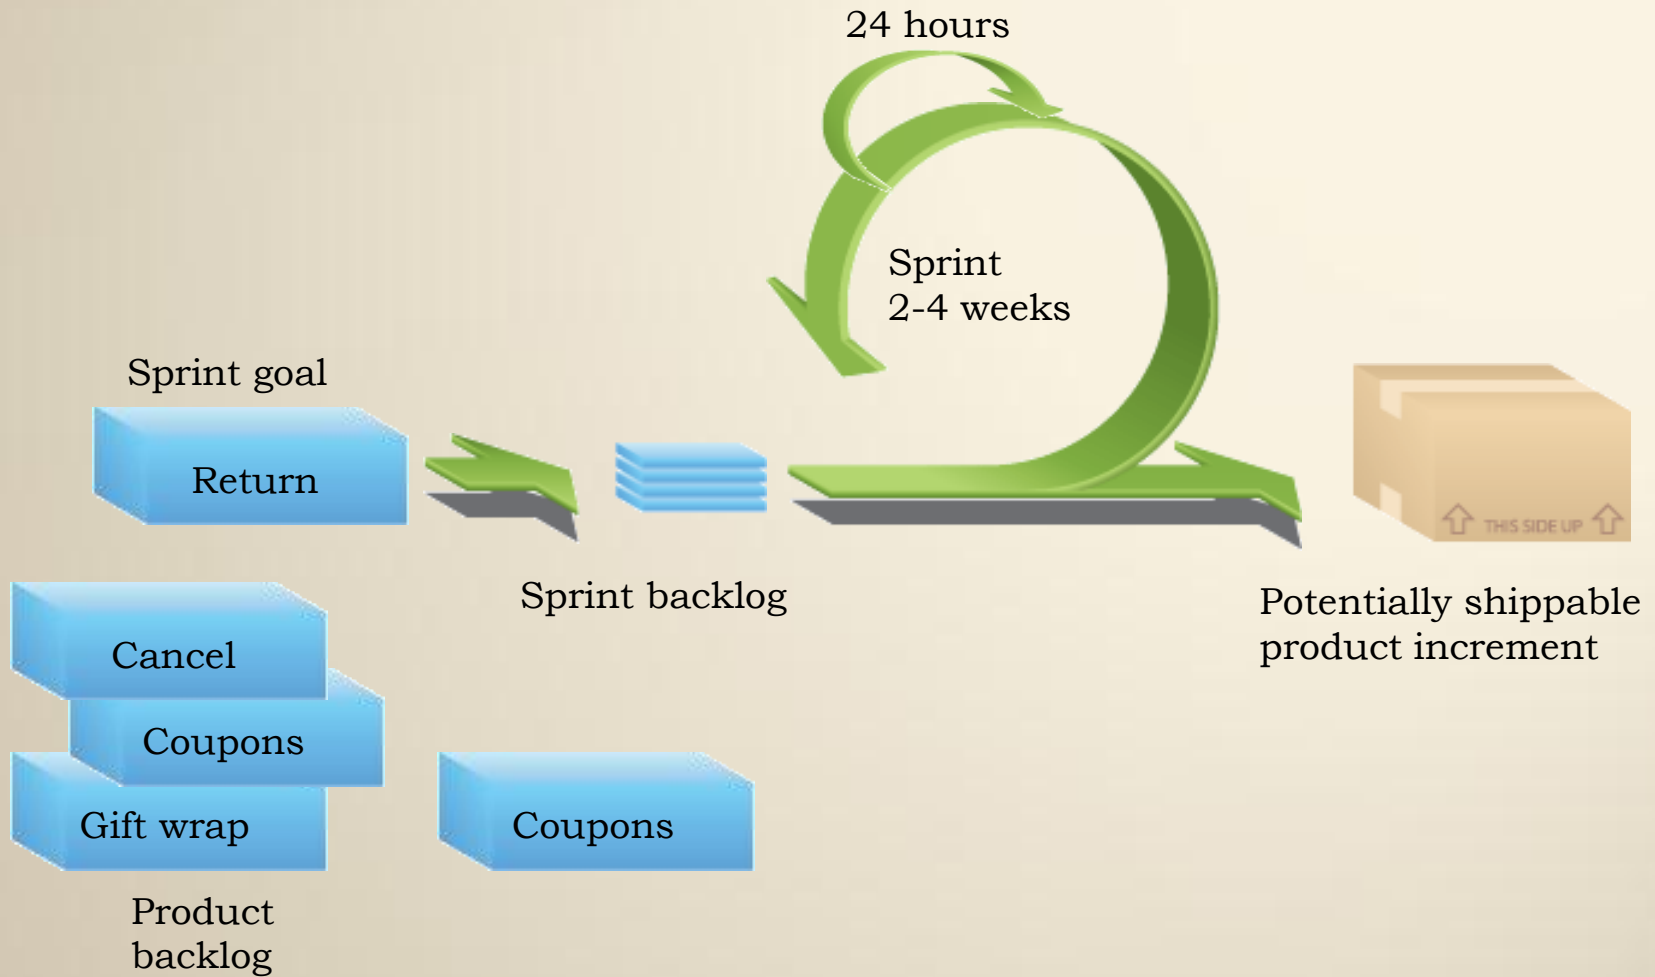 24 hours
Sprint
2-4 weeks
Sprint goal
Return
THIS SIDE UP
Sprint backlog
Potentially shippable
product increment
Cancel
Coupons
Gift wrap
Coupons
Product
backlog